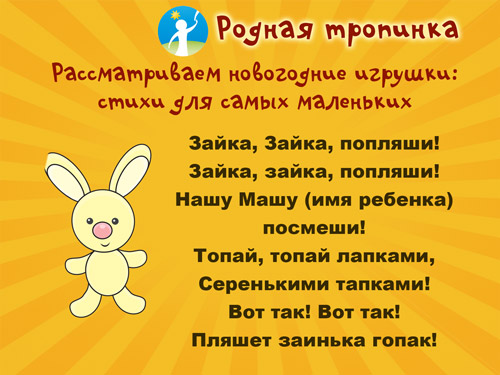 Родная тропинка
Рассматриваем новогодние игрушки:
стихи для самых маленьких
Зайка, Зайка, попляши!
Зайка, зайка, попляши!
Нашу Машу (имя ребенка)
посмеши!
Топай, топай лапками,
Серенькими тапками!
Вот так! Вот так!
Пляшет заинька гопак!